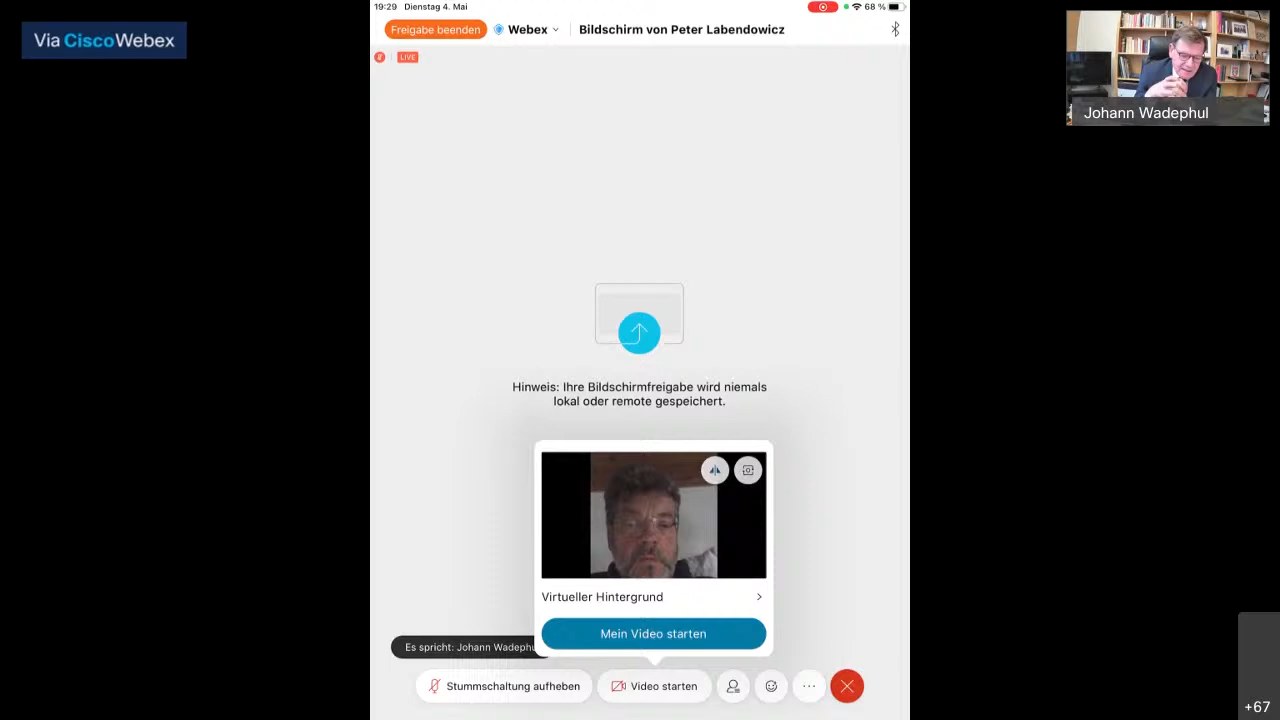 19:29 Dienstag 4. Mai
68 %
Via CiscoWebex
Freigabe beenden
Webex
Bildschirm von Peter Labendowicz
LIVE
Johann Wadephul
Hinweis: Ihre Bildschirmfreigabe wird niemals
lokal oder remote gespeichert.
Virtueller Hintergrund
Mein Video starten
Es spricht: Johann Wadephu
Stummschaltung aufheben
Video starten
+67